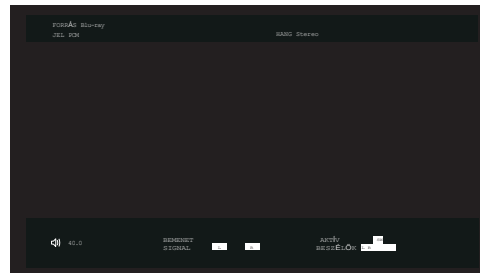 FORRÁS Blu-ray
JEL PCM
HANG Stereo
40.0
BEMENET
SIGNAL
L R
AKTÍV
BESZÉLŐK L R